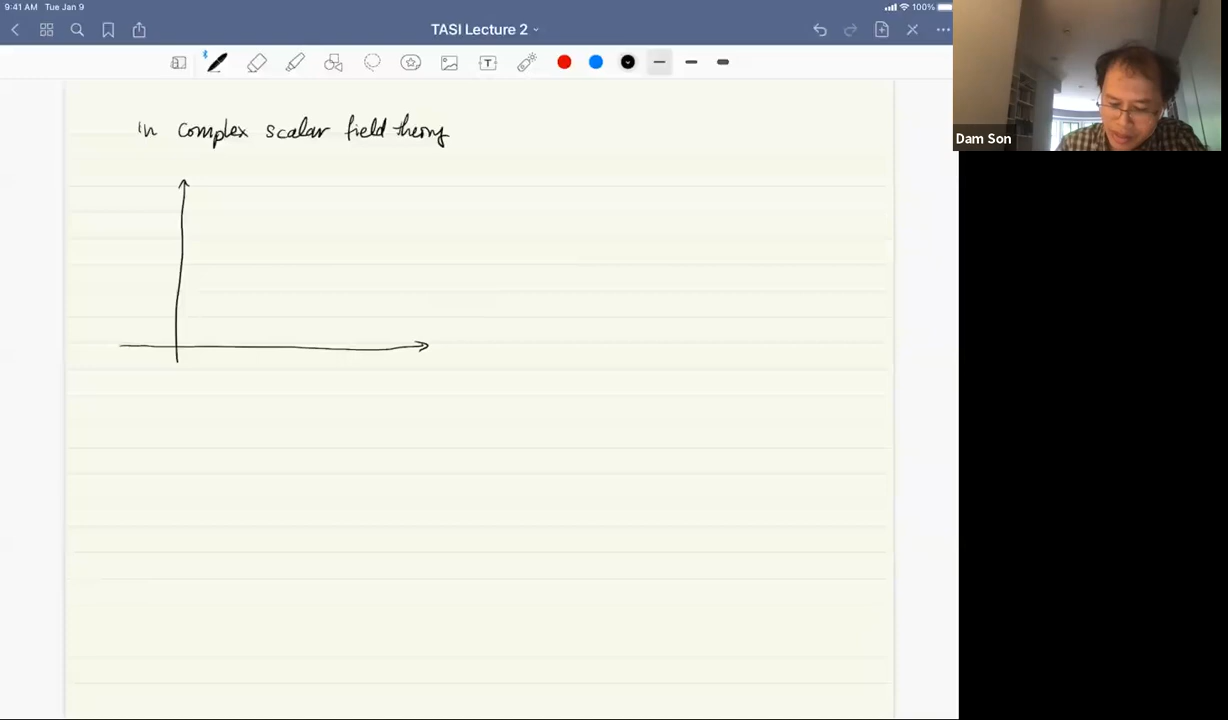 9:41 AM Tue Jan 9
100%
TASI Lecture 2
T
Dam Son
In complex scalar field theory